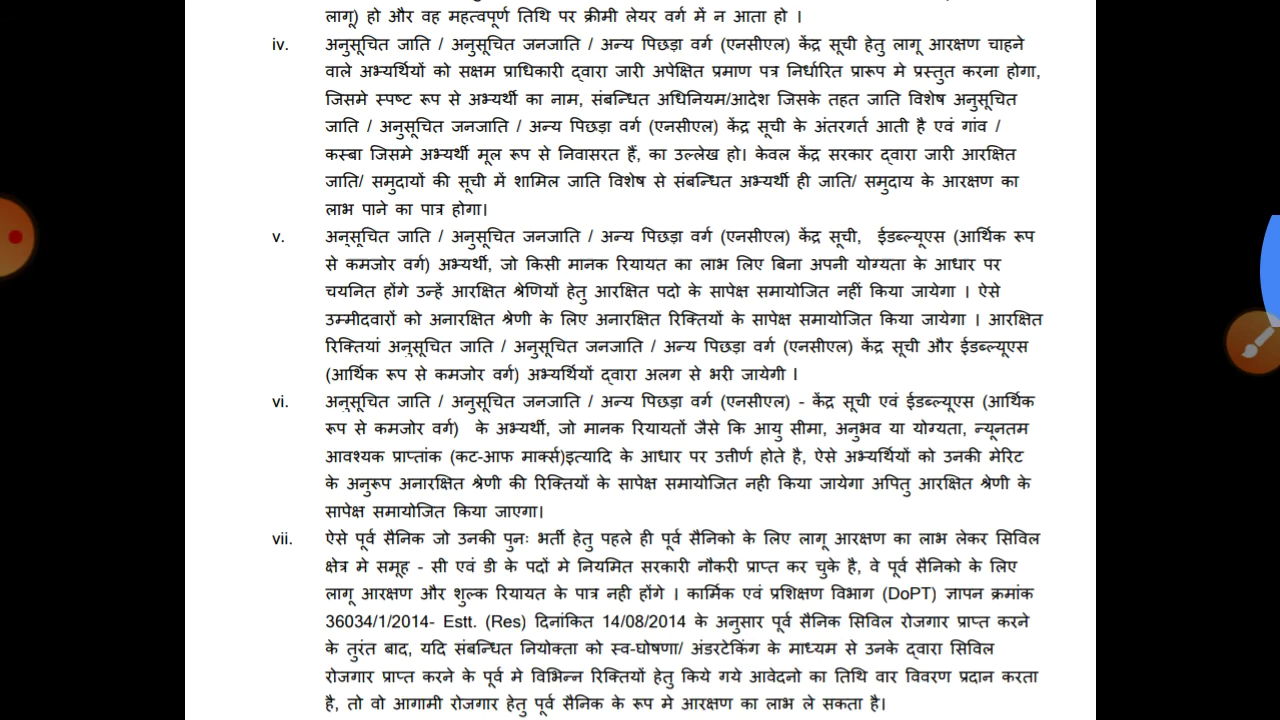 लागू) हो और वह महत्वपूर्ण तिथि पर क्रीमी लेयर वर्ग में न आता हो ।
iv. अनुसूचित जाति / अनुसूचित जनजाति / अन्य पिछड़ा वर्ग (एनसीएल) केंद्र सूची हेतु लागू आरक्षण चाहने
वाले अभ्यर्थियों को सक्षम प्राधिकारी द्वारा जारी अपेक्षित प्रमाण पत्र निर्धारित प्रारूप मे प्रस्तुत करना होगा,
जिसमे स्पष्ट रूप से अभ्यर्थी का नाम, संबन्धित अधिनियम/आदेश जिसके तहत जाति विशेष अनुसूचित
जाति / अनुसूचित जनजाति / अन्य पिछड़ा वर्ग (एनसीएल) केंद्र सूची के अंतरगर्त आती है एवं गांव /
कस्बा जिसमे अभ्यर्थी मूल रूप से निवासरत हैं, का उल्लेख हो। केवल केंद्र सरकार द्वारा जारी आरक्षित
जाति/ समुदायों की सूची में शामिल जाति विशेष से संबन्धित अभ्यर्थी ही जाति/ समुदाय के आरक्षण का
लाभ पाने का पात्र होगा।
v. अनुसूचित जाति / अनुसूचित जनजाति / अन्य पिछड़ा वर्ग (एनसीएल) केंद्र सूची, ईडब्ल्यूएस (आर्थिक रूप
से कमजोर वर्ग) अभ्यर्थी, जो किसी मानक रियायत का लाभ लिए बिना अपनी योग्यता के आधार पर
चयनित होंगे उन्हें आरक्षित श्रेणियों हेतु आरक्षित पदो के सापेक्ष समायोजित नहीं किया जायेगा । ऐसे
उम्मीदवारों को अनारक्षित श्रेणी के लिए अनारक्षित रिक्तियों के सापेक्ष समायोजित किया जायेगा । आरक्षित
रिक्तियां अनुसूचित जाति / अनुसूचित जनजाति / अन्य पिछड़ा वर्ग (एनसीएल) केंद्र सूची और ईडब्ल्यूएस
(आर्थिक रूप से कमजोर वर्ग) अभ्यर्थियों द्वारा अलग से भरी जायेगी ।
vi. अनुसूचित जाति / अनुसूचित जनजाति / अन्य पिछड़ा वर्ग (एनसीएल) - केंद्र सूची एवं ईडब्ल्यूएस (आर्थिक
रूप से कमजोर वर्ग) के अभ्यर्थी, जो मानक रियायतों जैसे कि आयु सीमा, अनुभव या योग्यता, न्यूनतम
आवश्यक प्राप्तांक (कट-आफ मार्क्स)इत्यादि के आधार पर उत्तीर्ण होते है, ऐसे अभ्यर्थियों को उनकी मेरिट
के अनुरूप अनारक्षित श्रेणी की रिक्तियों के सापेक्ष समायोजित नही किया जायेगा अपितु आरक्षित श्रेणी के
सापेक्ष समायोजित किया जाएगा।
vii. ऐसे पूर्व सैनिक जो उनकी पुनः भर्ती हेतु पहले ही पूर्व सैनिको के लिए लागू आरक्षण का लाभ लेकर सिविल
क्षेत्र मे समूह - सी एवं डी के पदों मे नियमित सरकारी नौकरी प्राप्त कर चुके है, वे पूर्व सैनिको के लिए
लागू आरक्षण और शुल्क रियायत के पात्र नही होंगे । कार्मिक एवं प्रशिक्षण विभाग (DoPT) ज्ञापन क्रमांक
36034/1/2014- Estt. (Res) दिनांकित 14/08/2014 के अनुसार पूर्व सैनिक सिविल रोजगार प्राप्त करने
के तुरंत बाद, यदि संबन्धित नियोक्ता को स्व-घोषणा/ अंडरटेकिंग के माध्यम से उनके द्वारा सिविल
रोजगार प्राप्त करने के पूर्व मे विभिन्न रिक्तियों हेतु किये गये आवेदनो का तिथि वार विवरण प्रदान करता
है, तो वो आगामी रोजगार हेतु पूर्व सैनिक के रूप मे आरक्षण का लाभ ले सकता है।